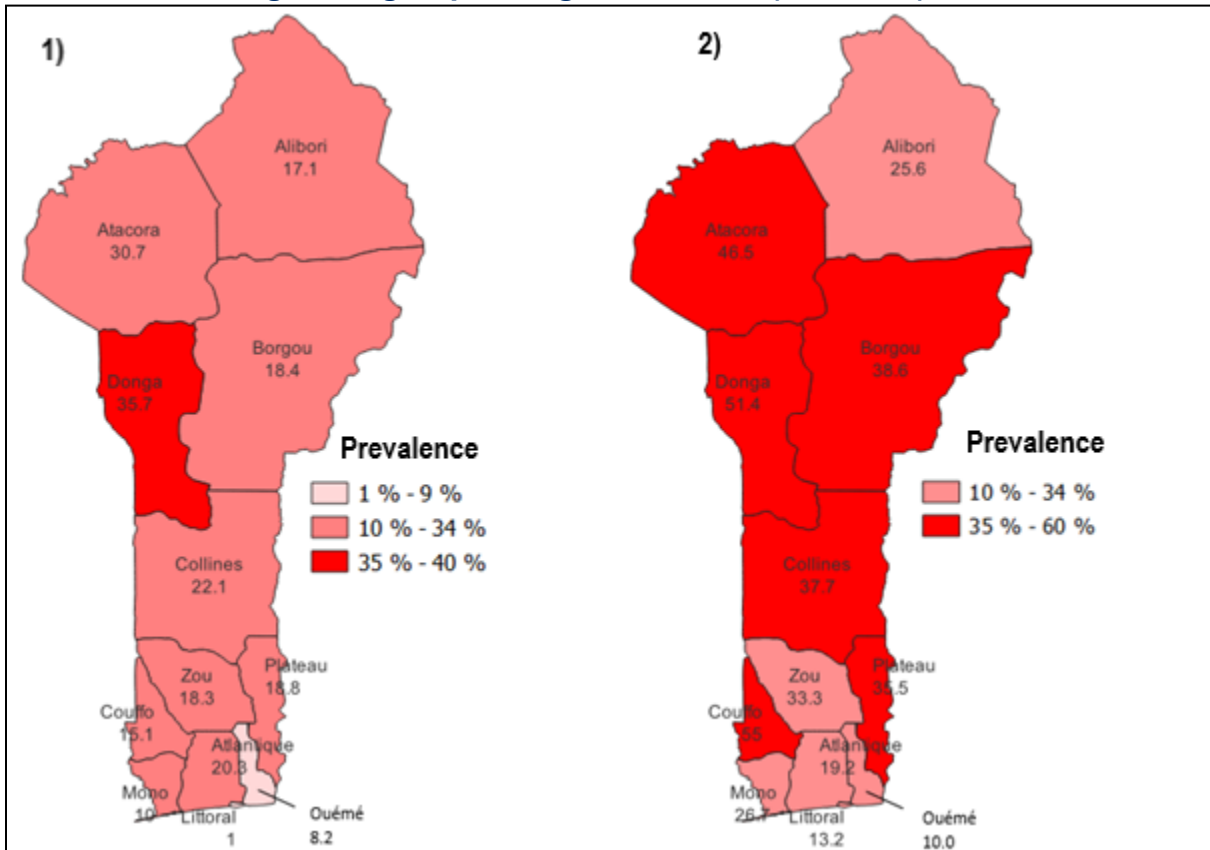 1)
Alibori
17.1
Atacora
30.7
Borgou
18.4
Donga
35.7
Prevalence
1 % - 9 %
10 % - 34 %
35 % - 40 %
Collines
22.1
Zou
18.3
Plateau
18.8
Couffo
15.1
Atlantique
20.3
Mono
10
Littoral
1
Ouémé
8.2
2)
Alibori
25.6
Atacora
46.5
Borgou
38.6
Donga
51.4
Prevalence
10 % - 34 %
35 % - 60 %
Collines
37.7
Zou
33.3
Plateau
35.5
Couffo
55
Atlantique
19.2
Mono
26.7
Littoral
13.2
Ouémé
10.0